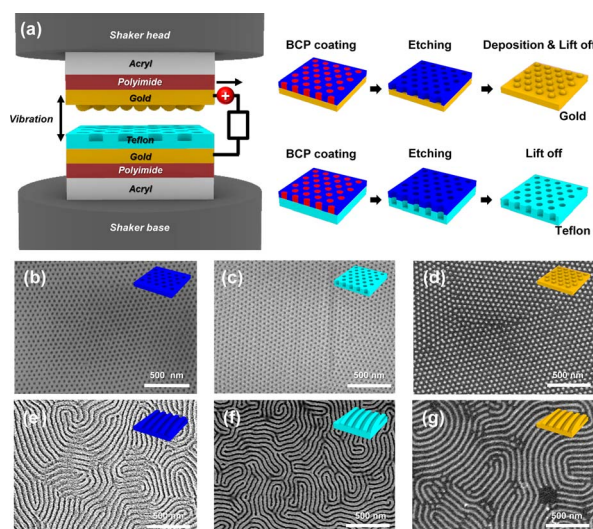 (a)
Shaker head
Acryl
Polyimide
Gold
+
Vibration
Teflon
Gold
Polyimide
Acryl
Shaker base
BCP coating
Etching
Deposition & Lift off
Gold
BCP coating
Etching
Lift off
Teflon
(b)
500 nm
(c)
500 nm
(d)
500 nm
(e)
500 nm
(f)
500 nm
(g)
500 nm